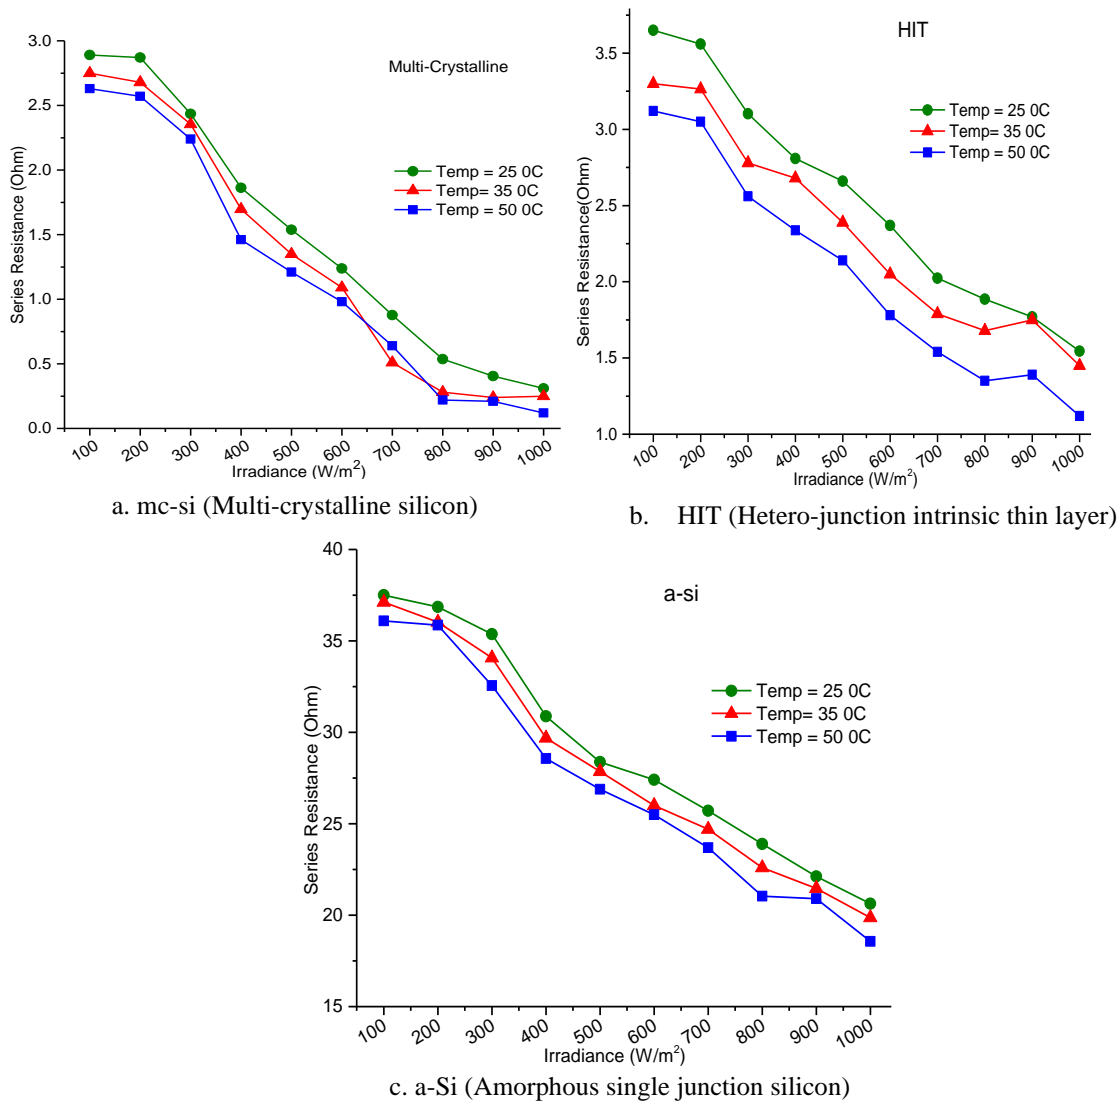 Multi-Crystalline
Series Resistance (Ohm)
3.0
2.5
2.0
1.5
1.0
0.5
0.0
Temp = 25 0C
Temp= 35 0C
Temp = 50 0C
100 200 300 400 500 600 700 800 900 1000
Irradiance (W/m²)
a. mc-si (Multi-crystalline silicon)
HIT
Series Resistance(Ohm)
3.5
3.0
2.5
2.0
1.5
1.0
Temp = 25 0C
Temp= 35 0C
Temp = 50 0C
100 200 300 400 500 600 700 800 900 1000
Irradiance (W/m²)
b. HIT (Hetero-junction intrinsic thin layer)
a-si
Series Resistance (Ohm)
40
35
30
25
20
15
Temp = 25 0C
Temp= 35 0C
Temp = 50 0C
100 200 300 400 500 600 700 800 900 1000
Irradiance (W/m²)
c. a-Si (Amorphous single junction silicon)